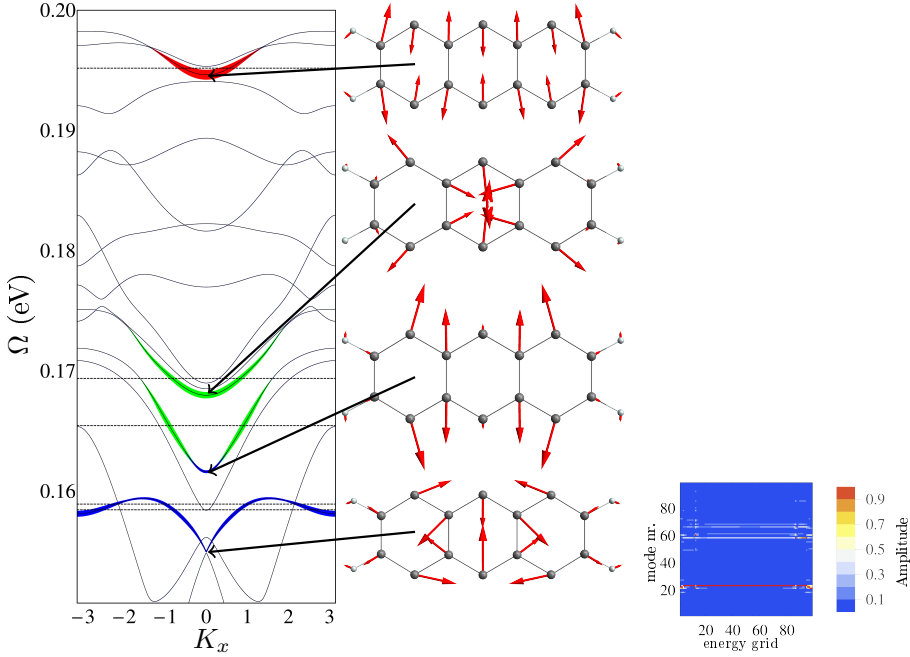 0.20
0.19
0.18
0.17
0.16
Ω (eV)
−3 −2 −1 0 1 2 3
K_x
80
60
40
20
mode nr.
20 40 60 80
energy grid
0.9
0.7
0.5
0.3
0.1
Amplitude